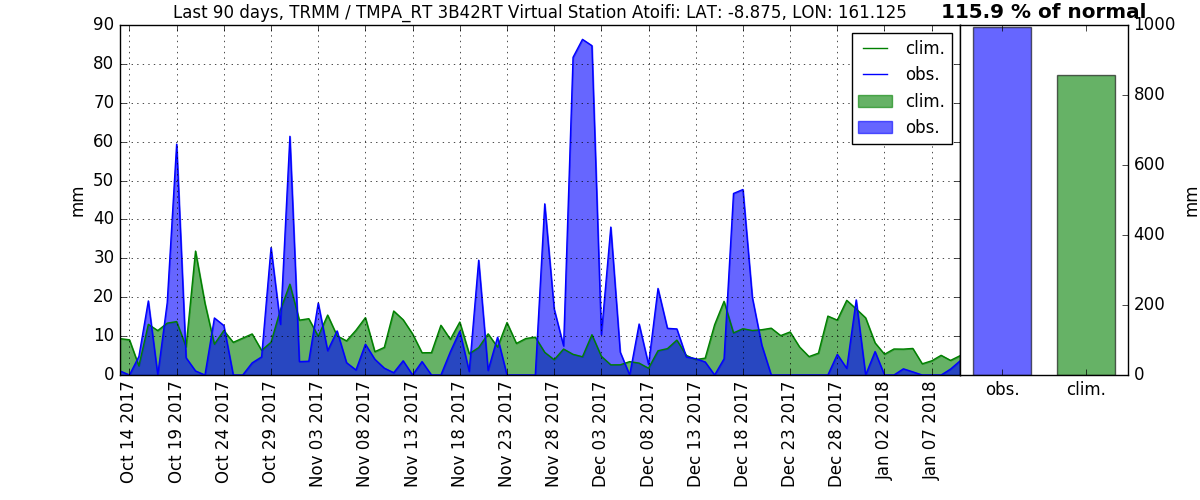 Last 90 days, TRMM / TMPA_RT 3B42RT Virtual Station Atoifi: LAT: -8.875, LON: 161.125
115.9 % of normal
90
80
70
60
50
40
30
20
10
0
mm
clim.
obs.
clim.
obs.
1000
800
600
400
200
0
mm
obs.
clim.
Oct 14 2017
Oct 19 2017
Oct 24 2017
Oct 29 2017
Nov 03 2017
Nov 08 2017
Nov 13 2017
Nov 18 2017
Nov 23 2017
Nov 28 2017
Dec 03 2017
Dec 08 2017
Dec 13 2017
Dec 18 2017
Dec 23 2017
Dec 28 2017
Jan 02 2018
Jan 07 2018